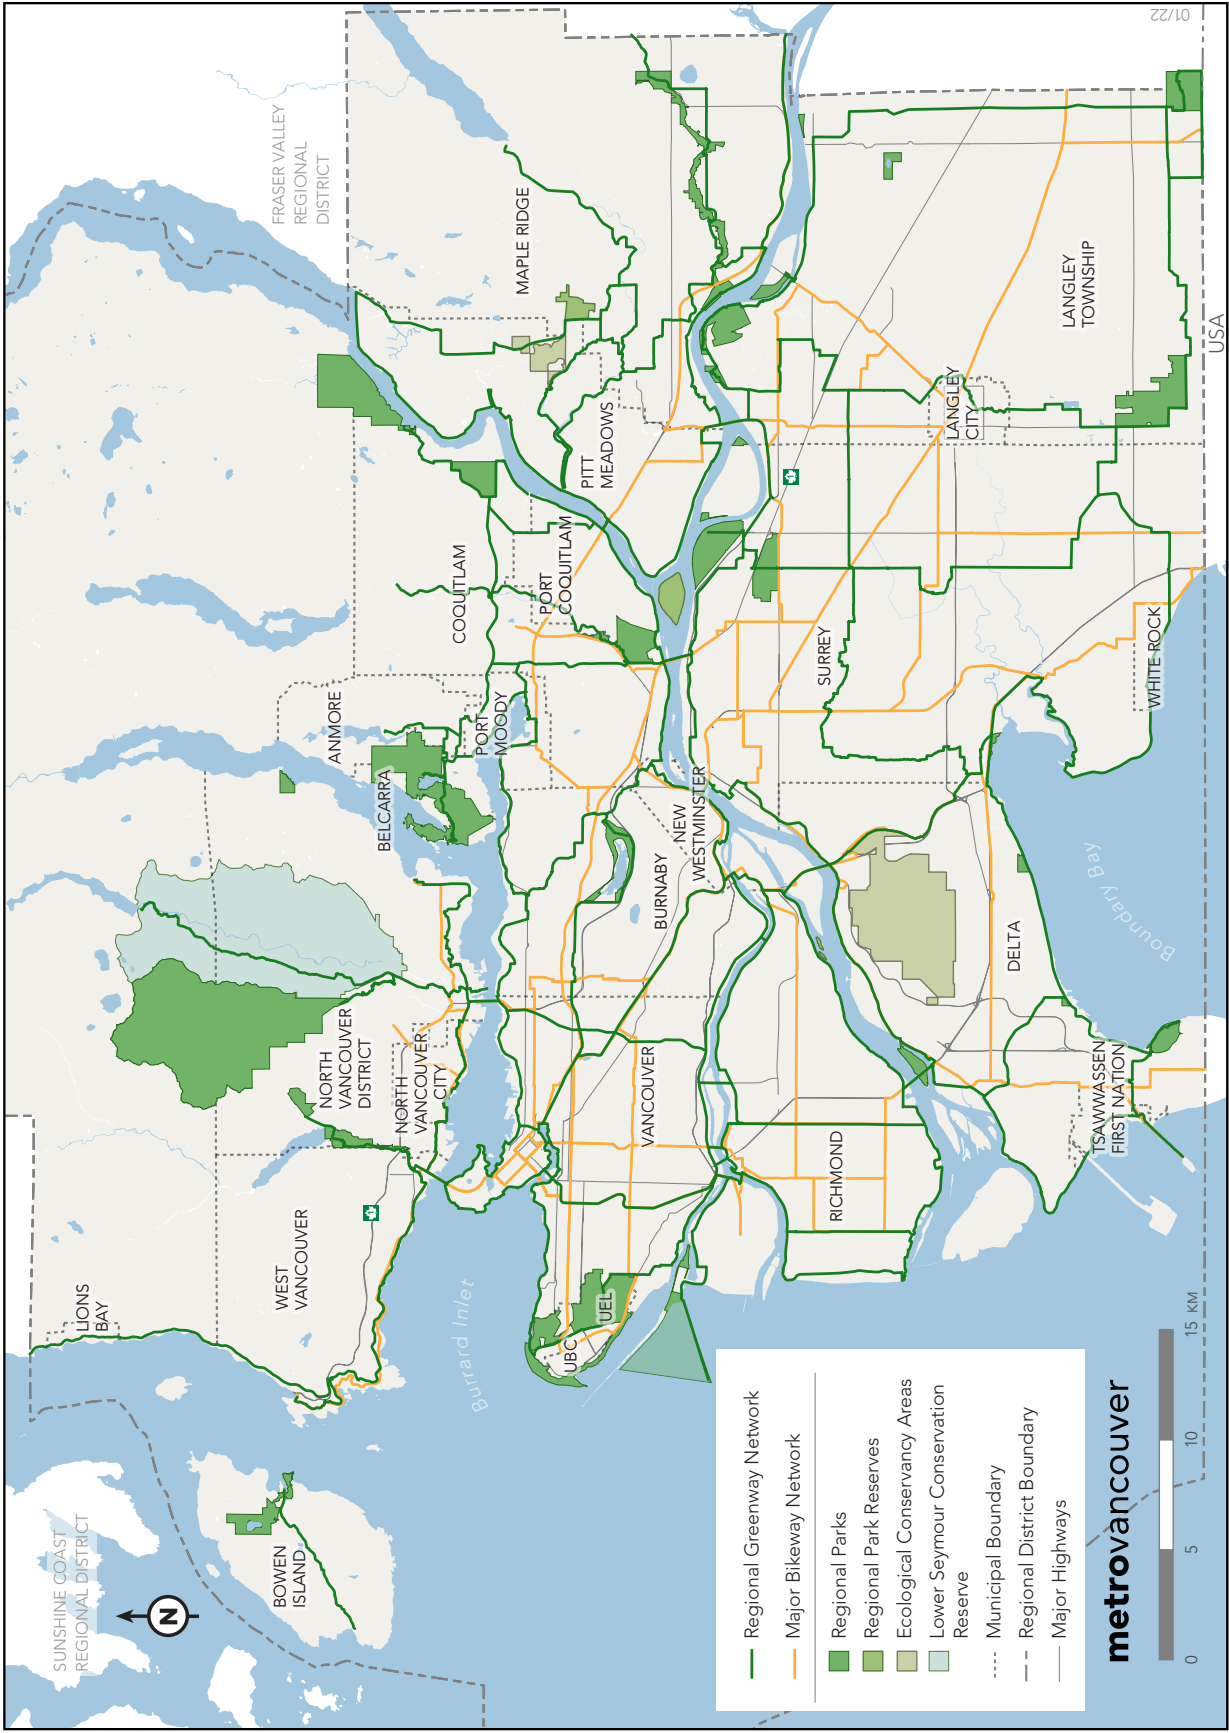 SUNSHINE COAST
REGIONAL DISTRICT
N
BOWEN
ISLAND
LIONS
BAY
WEST
VANCOUVER
NORTH
VANCOUVER
DISTRICT
NORTH
VANCOUVER
CITY
Burrard Inlet
BELCARRA
ANMORE
PORT
MOODY
COQUITLAM
PORT
COQUITLAM
PITT
MEADOWS
MAPLE RIDGE
FRASER VALLEY
REGIONAL
DISTRICT
UBC
UEL
VANCOUVER
BURNABY
NEW
WESTMINSTER
RICHMOND
DELTA
SURREY
LANGLEY
CITY
LANGLEY
TOWNSHIP
WHITE ROCK
Boundary Bay
TSAWWASSEN
FIRST NATION
USA
1
1
Regional Greenway Network
Major Bikeway Network
Regional Parks
Regional Park Reserves
Ecological Conservancy Areas
Lower Seymour Conservation
Reserve
Municipal Boundary
Regional District Boundary
Major Highways
metrovancouver
0 5 10 15 KM
01/22